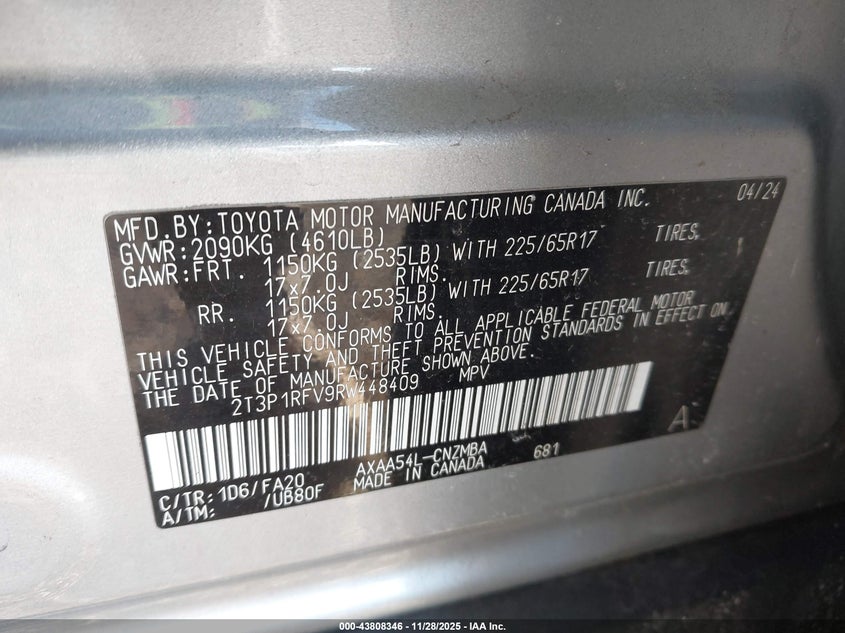 MFD.BY:TOYOTA MOTOR MANUFACTURING CANADA INC. 04/24
GVWR:2090KG (4610LB)
GAWR:FRT. 1150KG (2535LB) WITH 225/65R17 TIRES.
17x7.0J RIMS.
RR. 1150KG (2535LB) WITH 225/65R17 TIRES.
17x7.0J RIMS.
THIS VEHICLE CONFORMS TO ALL APPLICABLE FEDERAL MOTOR
VEHICLE SAFETY AND THEFT PREVENTION STANDARDS IN EFFECT ON
THE DATE OF MANUFACTURE SHOWN ABOVE.
2T3P1RFV9RW448409 MPV
A
C/TR:1D6/FA20 AXAA54L-CNZMBA 681
A/TM: /UB80F MADE IN CANADA
000-43808346 - 11/28/2025 - IAA Inc.